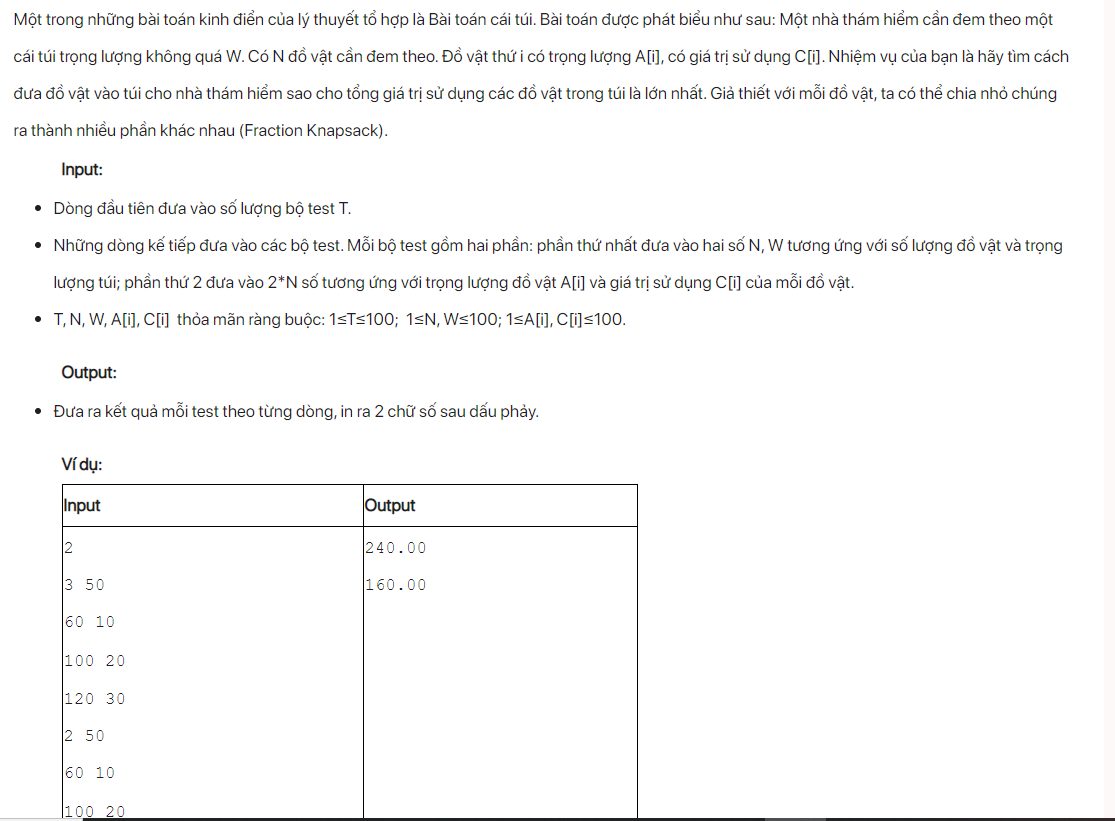 Một trong những bài toán kinh điển của lý thuyết tổ hợp là Bài toán cái túi. Bài toán được phát biểu như sau: Một nhà thám hiểm cần đem theo một
cái túi trọng lượng không quá W. Có N đồ vật cần đem theo. Đồ vật thứ i có trọng lượng A[i], có giá trị sử dụng C[i]. Nhiệm vụ của bạn là hãy tìm cách
đưa đồ vật vào túi cho nhà thám hiểm sao cho tổng giá trị sử dụng các đồ vật trong túi là lớn nhất. Giả thiết với mỗi đồ vật, ta có thể chia nhỏ chúng
ra thành nhiều phần khác nhau (Fraction Knapsack).
Input:
• Dòng đầu tiên đưa vào số lượng bộ test T.
• Những dòng kế tiếp đưa vào các bộ test. Mỗi bộ test gồm hai phần: phần thứ nhất đưa vào hai số N, W tương ứng với số lượng đồ vật và trọng
lượng túi; phần thứ 2 đưa vào 2*N số tương ứng với trọng lượng đồ vật A[i] và giá trị sử dụng C[i] của mỗi đồ vật.
• T, N, W, A[i], C[i] thỏa mãn ràng buộc: 1≤T≤100; 1≤N, W≤100; 1≤A[i], C[i]≤100.
Output:
• Đưa ra kết quả mỗi test theo từng dòng, in ra 2 chữ số sau dấu phảy.
Ví dụ:
Input Output
2 240.00
3 50 160.00
60 10
100 20
120 30
2 50
60 10
100 20